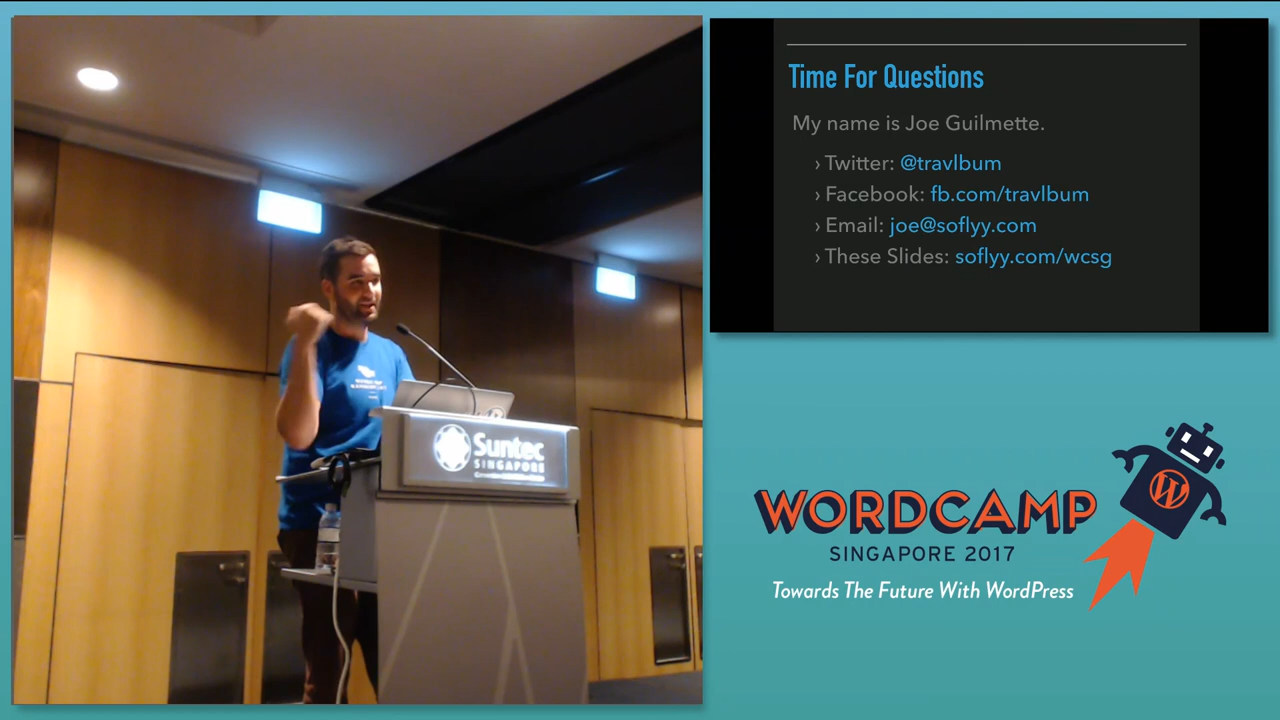 Time For Questions
My name is Joe Guilmette.
› Twitter: @travlbum
› Facebook: fb.com/travlbum
› Email: joe@soflyy.com
› These Slides: soflyy.com/wcsg
Suntec
SINGAPORE
WORDCAMP
SINGAPORE 2017
Towards The Future With WordPress